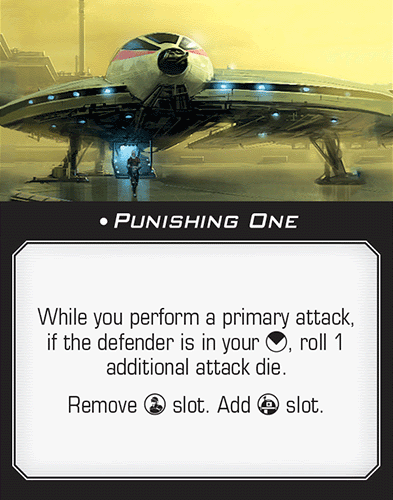 • Punishing One
While you perform a primary attack,
if the defender is in your , roll 1
additional attack die.
Remove slot. Add slot.